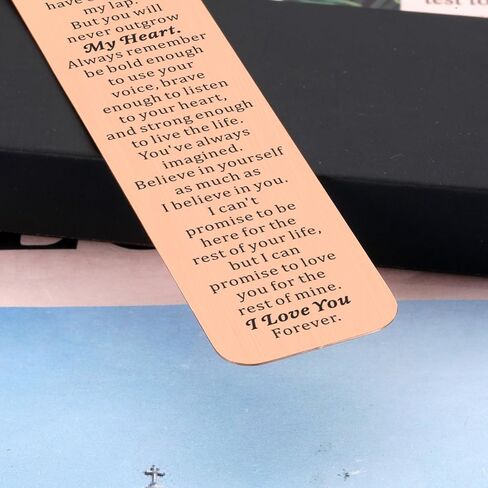 have
my lap.
But you will
never outgrow
My Heart.
Always remember
be bold enough
to use your
voice, brave
enough to listen
to your heart,
and strong enough
to live the life.
You've always
imagined.
Believe in yourself
as much as
I believe in you.
I can't
promise to be
here for the
rest of your life,
but I can
promise to love
you for the
rest of mine.
I Love You
Forever.